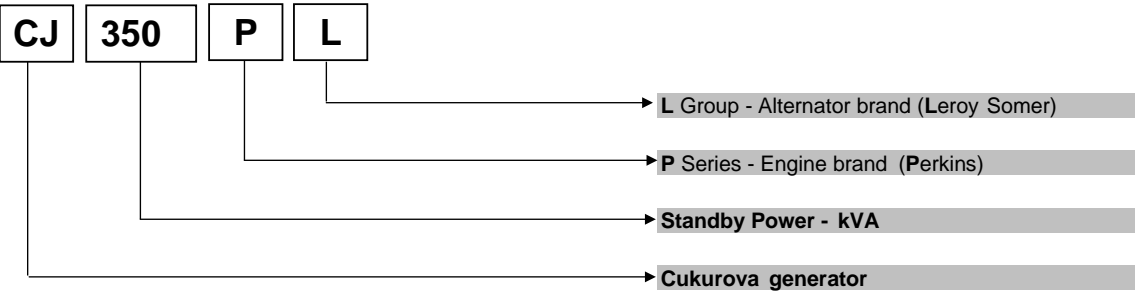 CJ 350 P L
L Group - Alternator brand (Leroy Somer)
P Series - Engine brand (Perkins)
Standby Power - kVA
Cukurova generator